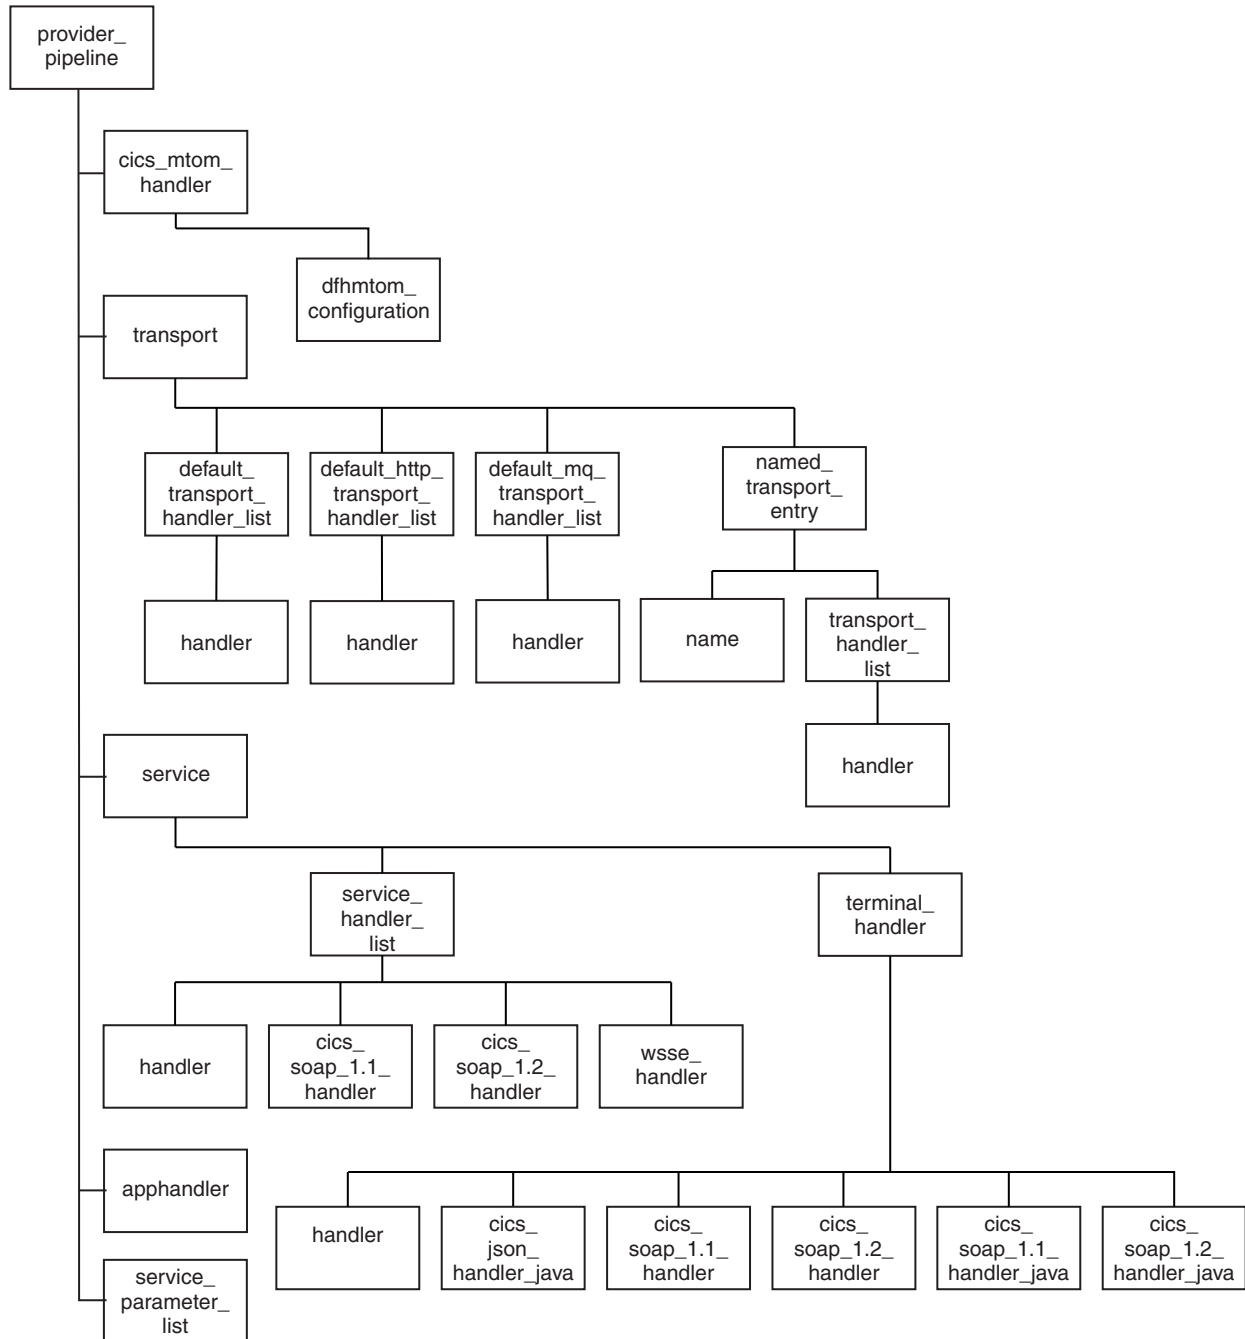 provider_
pipeline
cics_mtom_
handler
dfhmtom_
configuration
transport
default_
transport_
handler_list
default_http_
transport_
handler_list
default_mq_
transport_
handler_list
named_
transport_
entry
handler
handler
handler
name
transport_
handler_
list
handler
service
service_
handler_
list
terminal_
handler
handler
cics_
soap_1.1_
handler
cics_
soap_1.2_
handler
wsse_
handler
apphandler
handler
cics_
json_
handler_java
cics_
soap_1.1_
handler
cics_
soap_1.2_
handler
cics_
soap_1.1_
handler_java
cics_
soap_1.2_
handler_java
service_
parameter_
list